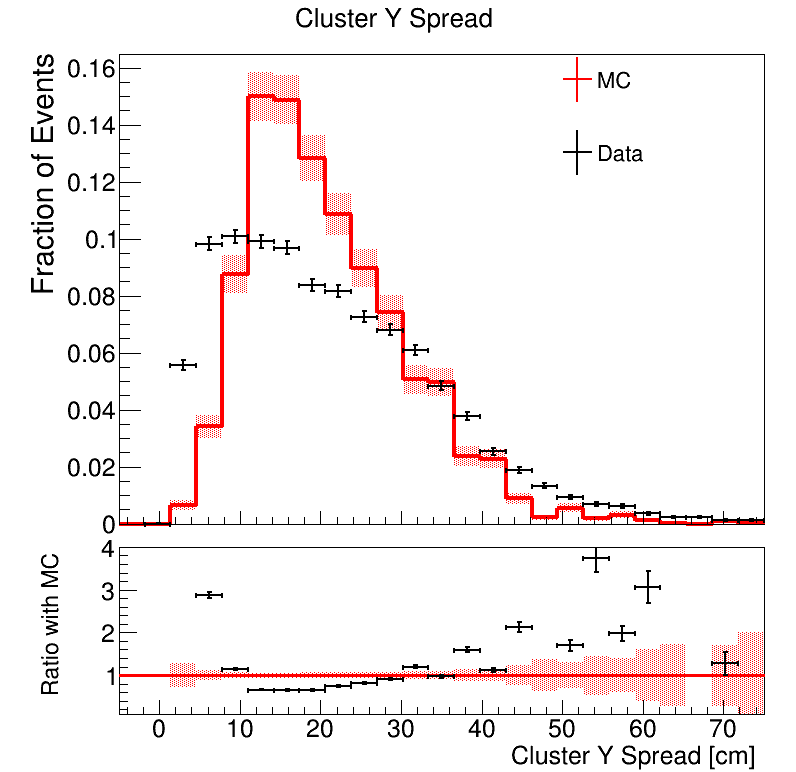 Cluster Y Spread
Fraction of Events
0.16
0.14
0.12
0.1
0.08
0.06
0.04
0.02
0
MC
Data
Ratio with MC
4
3
2
1
0 10 20 30 40 50 60 70
Cluster Y Spread [cm]